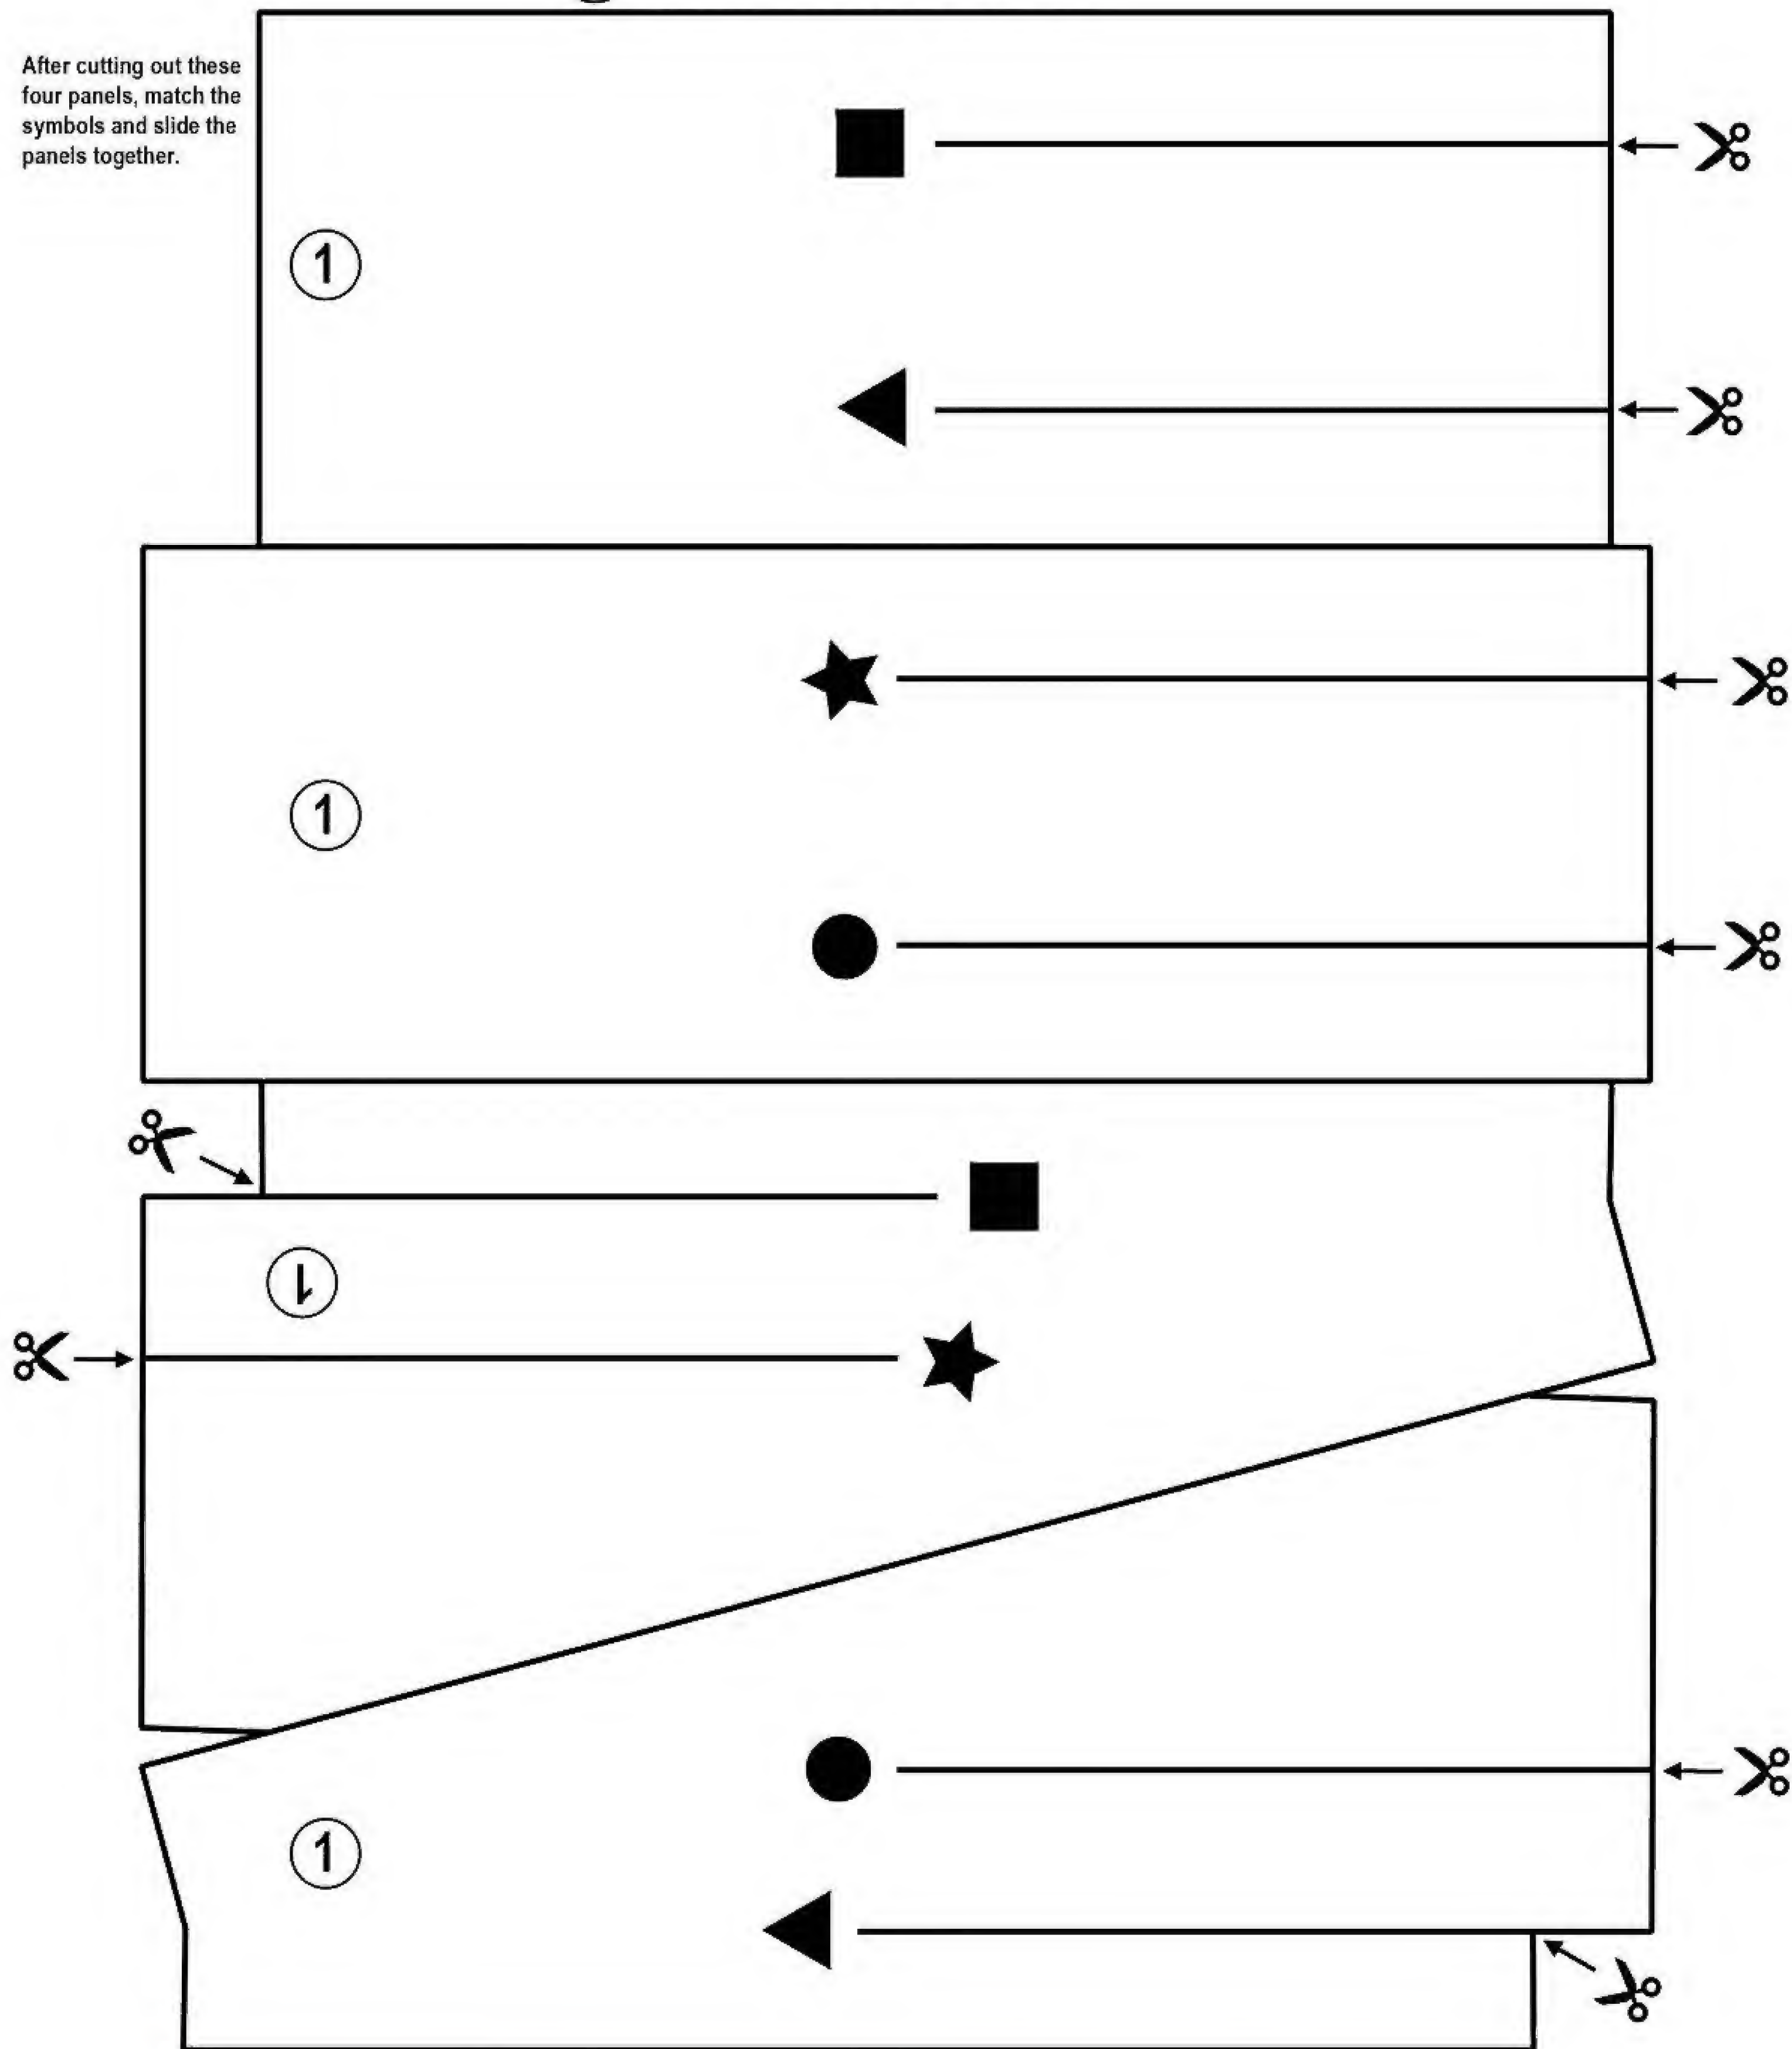 After cutting out these
four panels, match the
symbols and slide the
panels together.
1
1
1
1